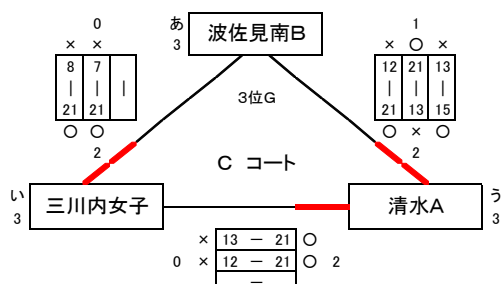 0
× ×
8 7
| | |
21 21
○ ○
2
あ
3
波佐見南B
1
× ○ ×
12 21 13
| | |
21 13 15
○ × ○
2
3位G
C コート
い
3
三川内女子
清水A
う
3
× 13 － 21 ○
0 × 12 － 21 ○ 2
－